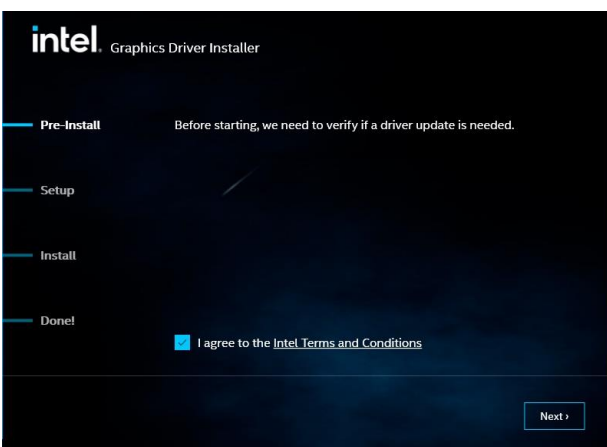 intel. Graphics Driver Installer
Pre-Install
Before starting, we need to verify if a driver update is needed.
Setup
Install
Done!
I agree to the Intel Terms and Conditions
Next ›